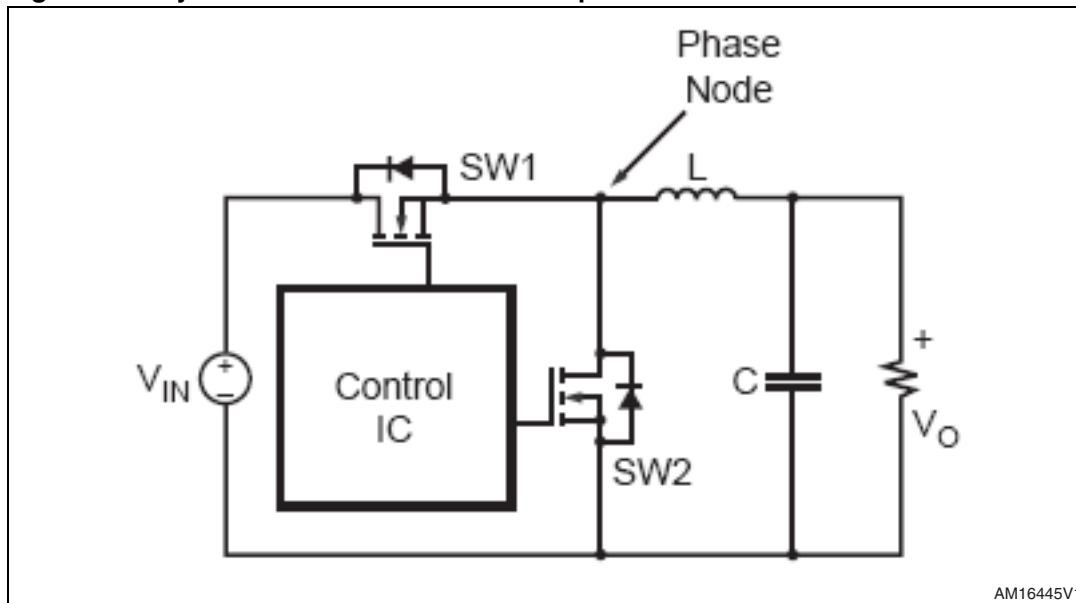 Phase
Node
SW1
L
V_IN
+
−
Control
IC
C
+
V_O
SW2
AM16445V1